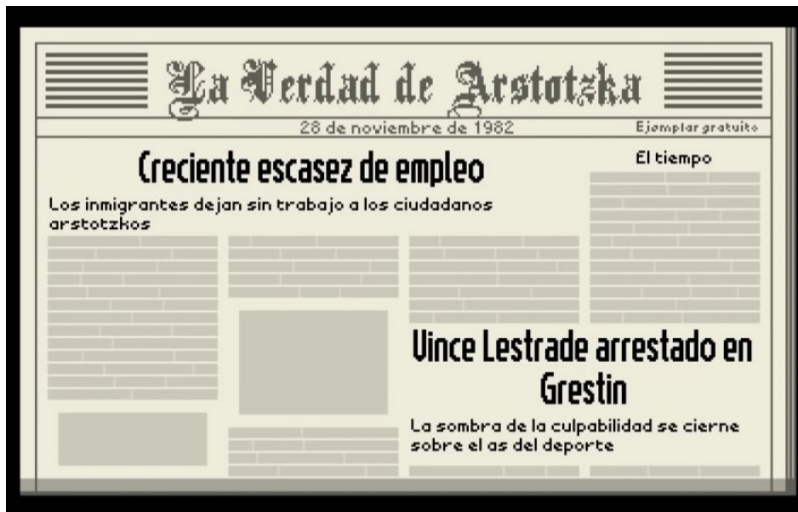 La Verdad de Arstotzka
28 de noviembre de 1982
Ejemplar gratuito
Creciente escasez de empleo
Los inmigrantes dejan sin trabajo a los ciudadanos
arstotzkos
El tiempo
Vince Lestrade arrestado en
Grestin
La sombra de la culpabilidad se cierne
sobre el as del deporte